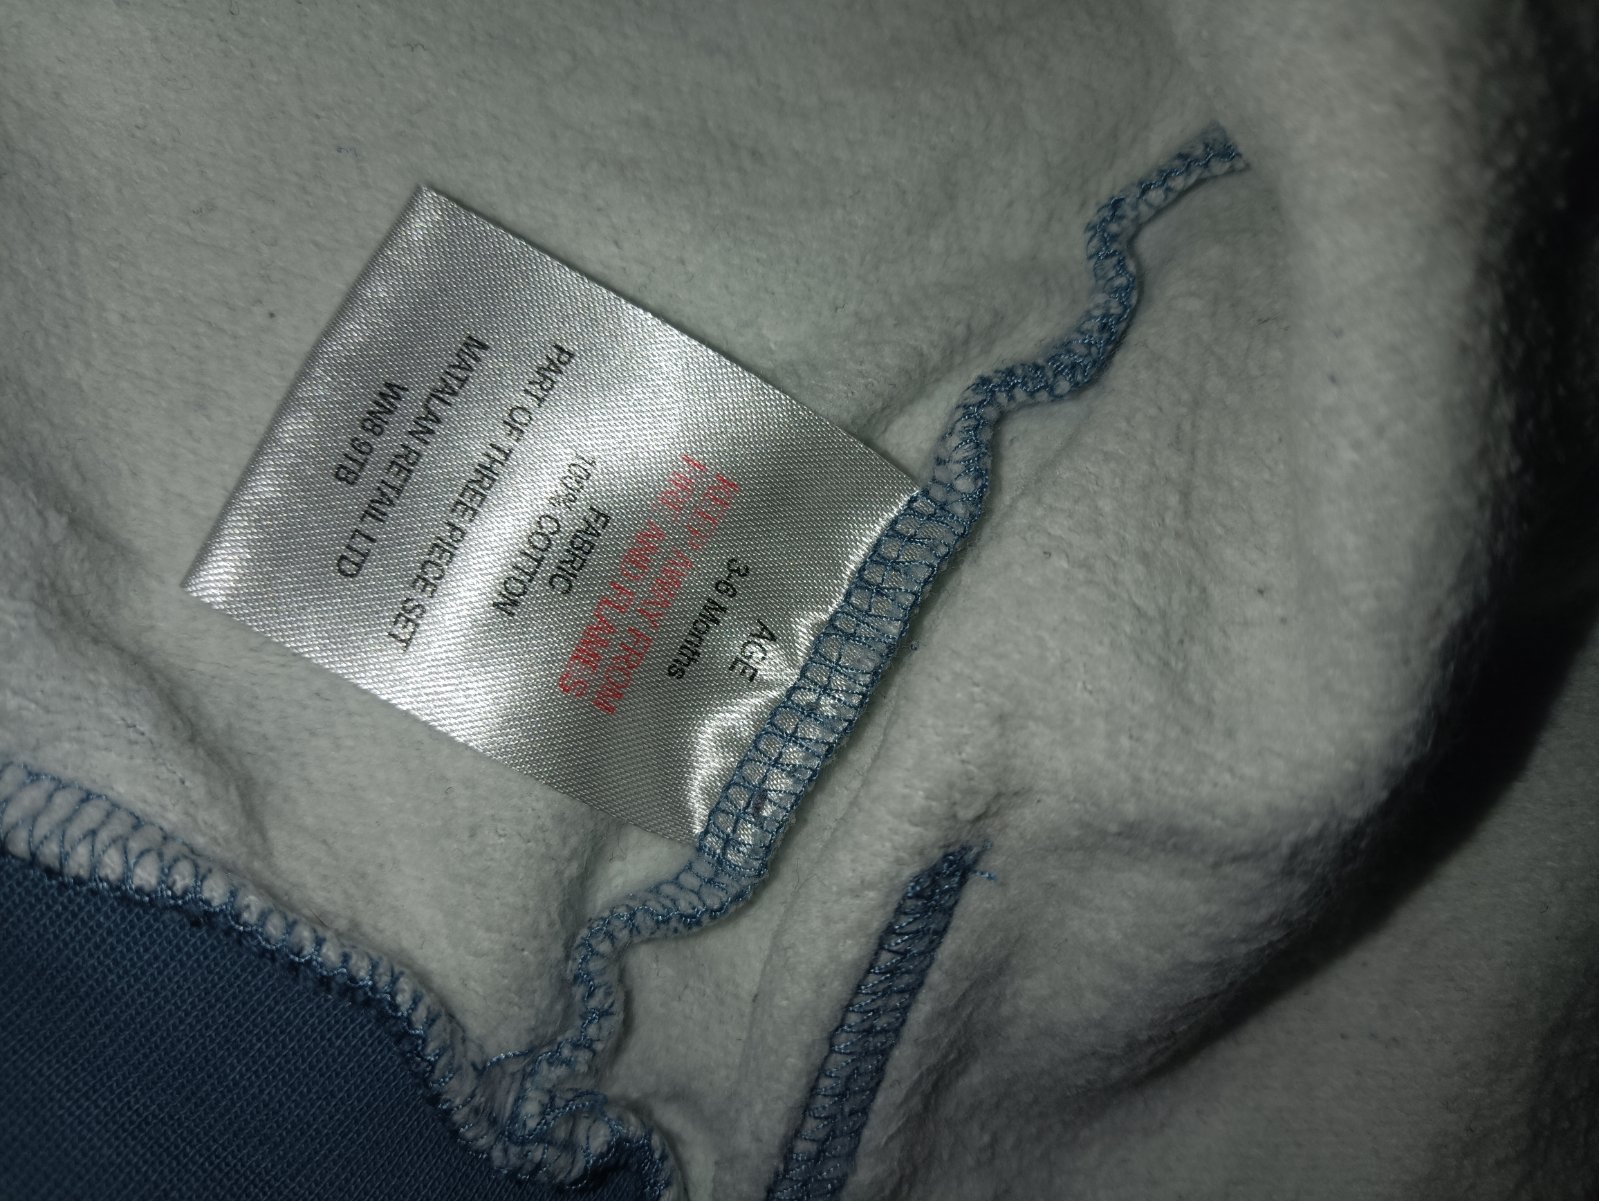 AGE
3-6 Months
KEEP AWAY FROM
FIRE AND FLAMES
FABRIC
100% COTTON
PART OF THREE PIECE SET
MATALAN RETAIL LTD
WN8 9TB